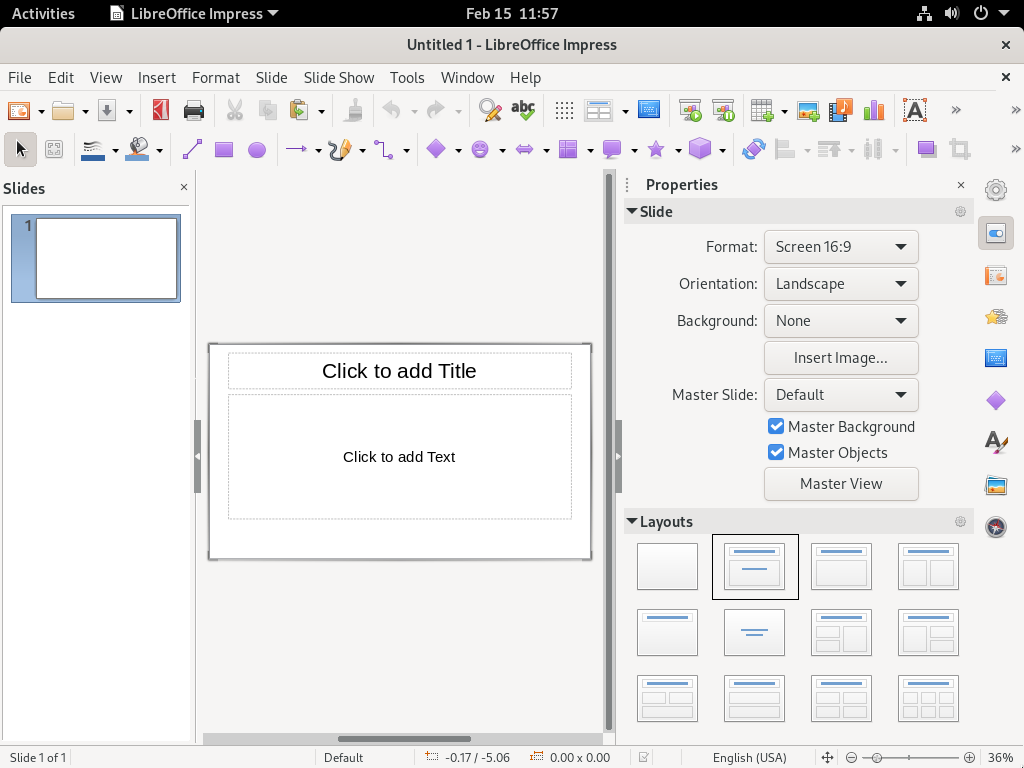 Activities
LibreOffice Impress
Feb 15 11:57
Untitled 1 - LibreOffice Impress
File Edit View Insert Format Slide Slide Show Tools Window Help
abc
A
Slides
1
Click to add Title
Click to add Text
Properties
Slide
Format: Screen 16:9
Orientation: Landscape
Background: None
Insert Image...
Master Slide: Default
Master Background
Master Objects
Master View
Layouts
Slide 1 of 1
Default
-0.17 / -5.06
0.00 x 0.00
English (USA)
36%